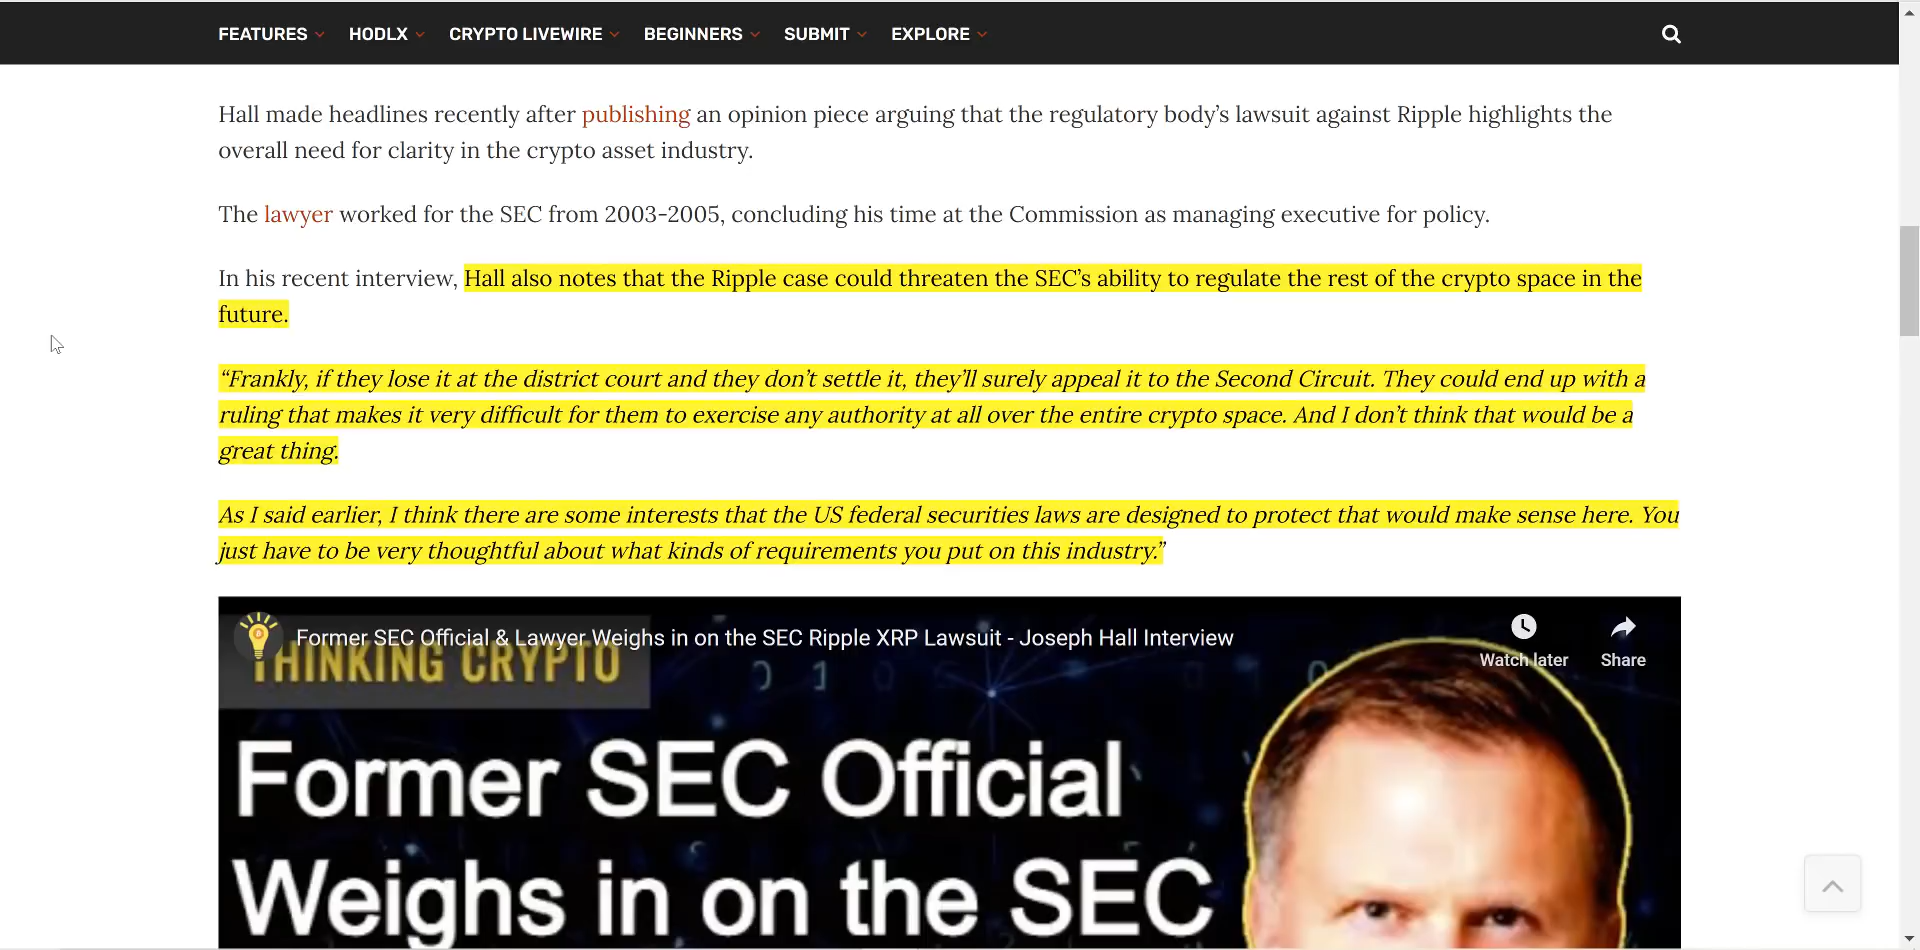 FEATURES HODLX CRYPTO LIVEWIRE BEGINNERS SUBMIT EXPLORE
Hall made headlines recently after publishing an opinion piece arguing that the regulatory body’s lawsuit against Ripple highlights the
overall need for clarity in the crypto asset industry.
The lawyer worked for the SEC from 2003-2005, concluding his time at the Commission as managing executive for policy.
In his recent interview, Hall also notes that the Ripple case could threaten the SEC’s ability to regulate the rest of the crypto space in the
future.
“Frankly, if they lose it at the district court and they don’t settle it, they’ll surely appeal it to the Second Circuit. They could end up with a
ruling that makes it very difficult for them to exercise any authority at all over the entire crypto space. And I don’t think that would be a
great thing.
As I said earlier, I think there are some interests that the US federal securities laws are designed to protect that would make sense here. You
just have to be very thoughtful about what kinds of requirements you put on this industry.”
Former SEC Official & Lawyer Weighs in on the SEC Ripple XRP Lawsuit - Joseph Hall Interview
Watch later Share
THINKING CRYPTO
Former SEC Official
Weighs in on the SEC